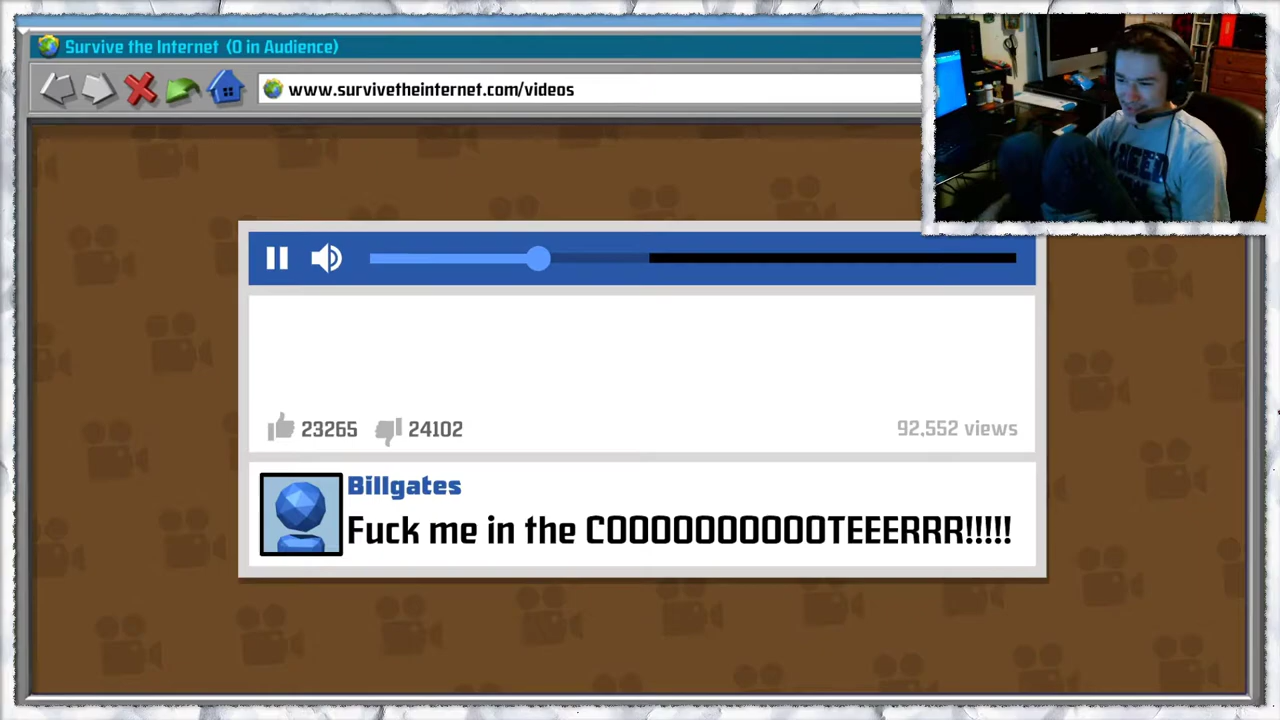 Survive the Internet (0 in Audience)
www.survivetheinternet.com/videos
23265 24102 92,552 views
Billgates
Fuck me in the COOOOOOOOOOTEEERRR!!!!!